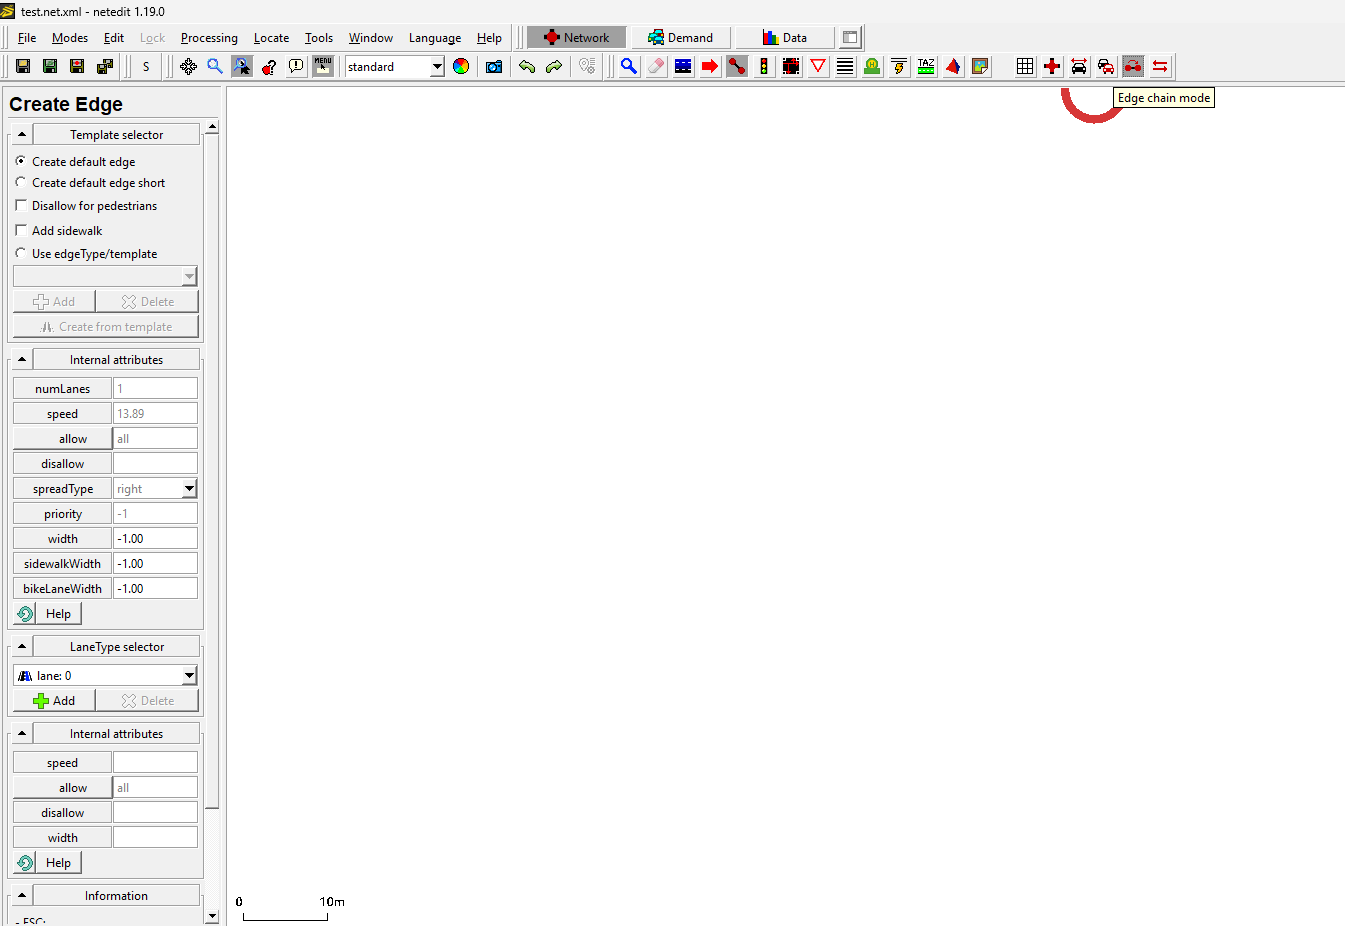 test.net.xml - netedit 1.19.0
File Modes Edit Lock Processing Locate Tools Window Language Help Network Demand Data
S MENU standard TAZ
Edge chain mode
Create Edge
Template selector
Create default edge
Create default edge short
Disallow for pedestrians
Add sidewalk
Use edgeType/template
Add Delete
Create from template
Internal attributes
numLanes 1
speed 13.89
allow all
disallow
spreadType right
priority -1
width -1.00
sidewalkWidth -1.00
bikeLaneWidth -1.00
Help
LaneType selector
lane: 0
Add Delete
Internal attributes
speed
allow all
disallow
width
Help
Information
- ESC:
0 10m